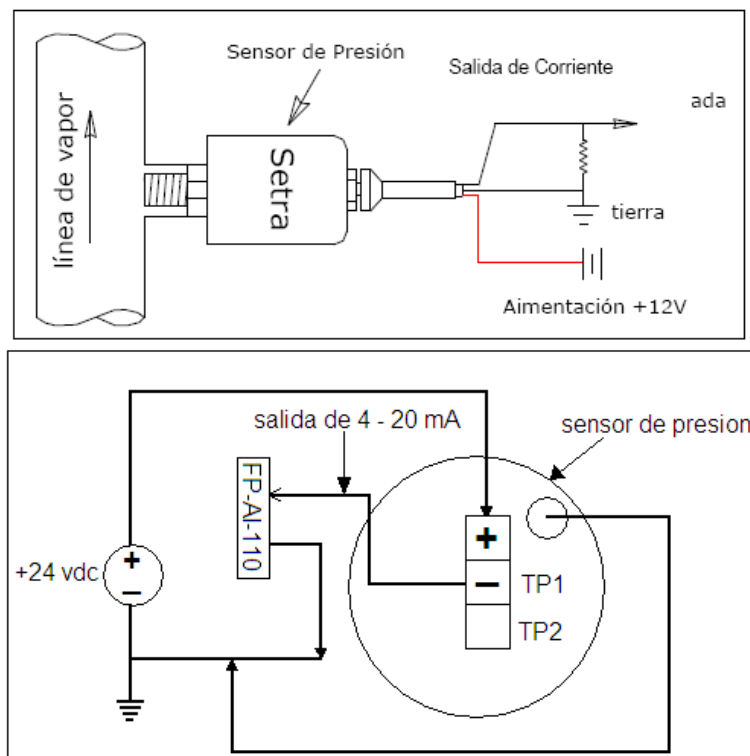 Sensor de Presión
Salida de Corriente
ada
línea de vapor
Setra
tierra
Aimentación +12V
salida de 4 - 20 mA
sensor de presion
FP-AI-110
+
+
+24 vdc
−
− TP1
TP2